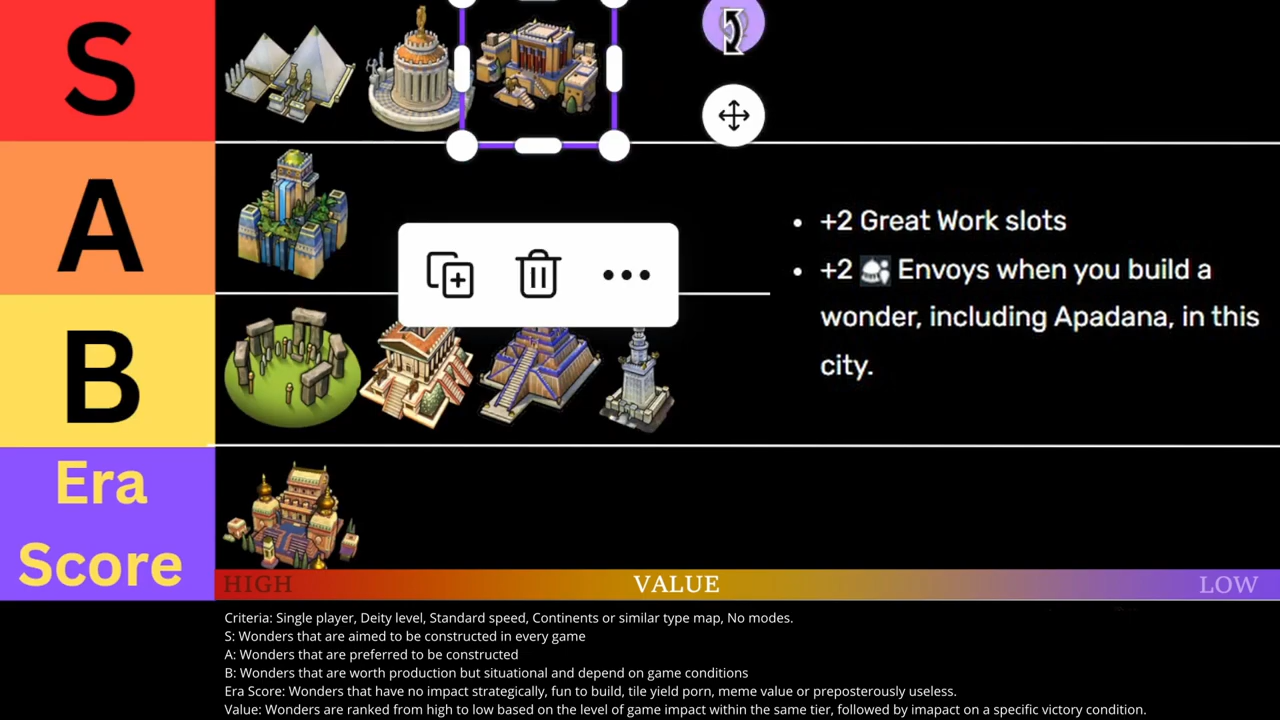 S
A
+2 Great Work slots
+2 Envoys when you build a
wonder, including Apadana, in this
city.
B
Era
Score
HIGH VALUE LOW
Criteria: Single player, Deity level, Standard speed, Continents or similar type map, No modes.
S: Wonders that are aimed to be constructed in every game
A: Wonders that are preferred to be constructed
B: Wonders that are worth production but situational and depend on game conditions
Era Score: Wonders that have no impact strategically, fun to build, tile yield porn, meme value or preposterously useless.
Value: Wonders are ranked from high to low based on the level of game impact within the same tier, followed by imapact on a specific victory condition.